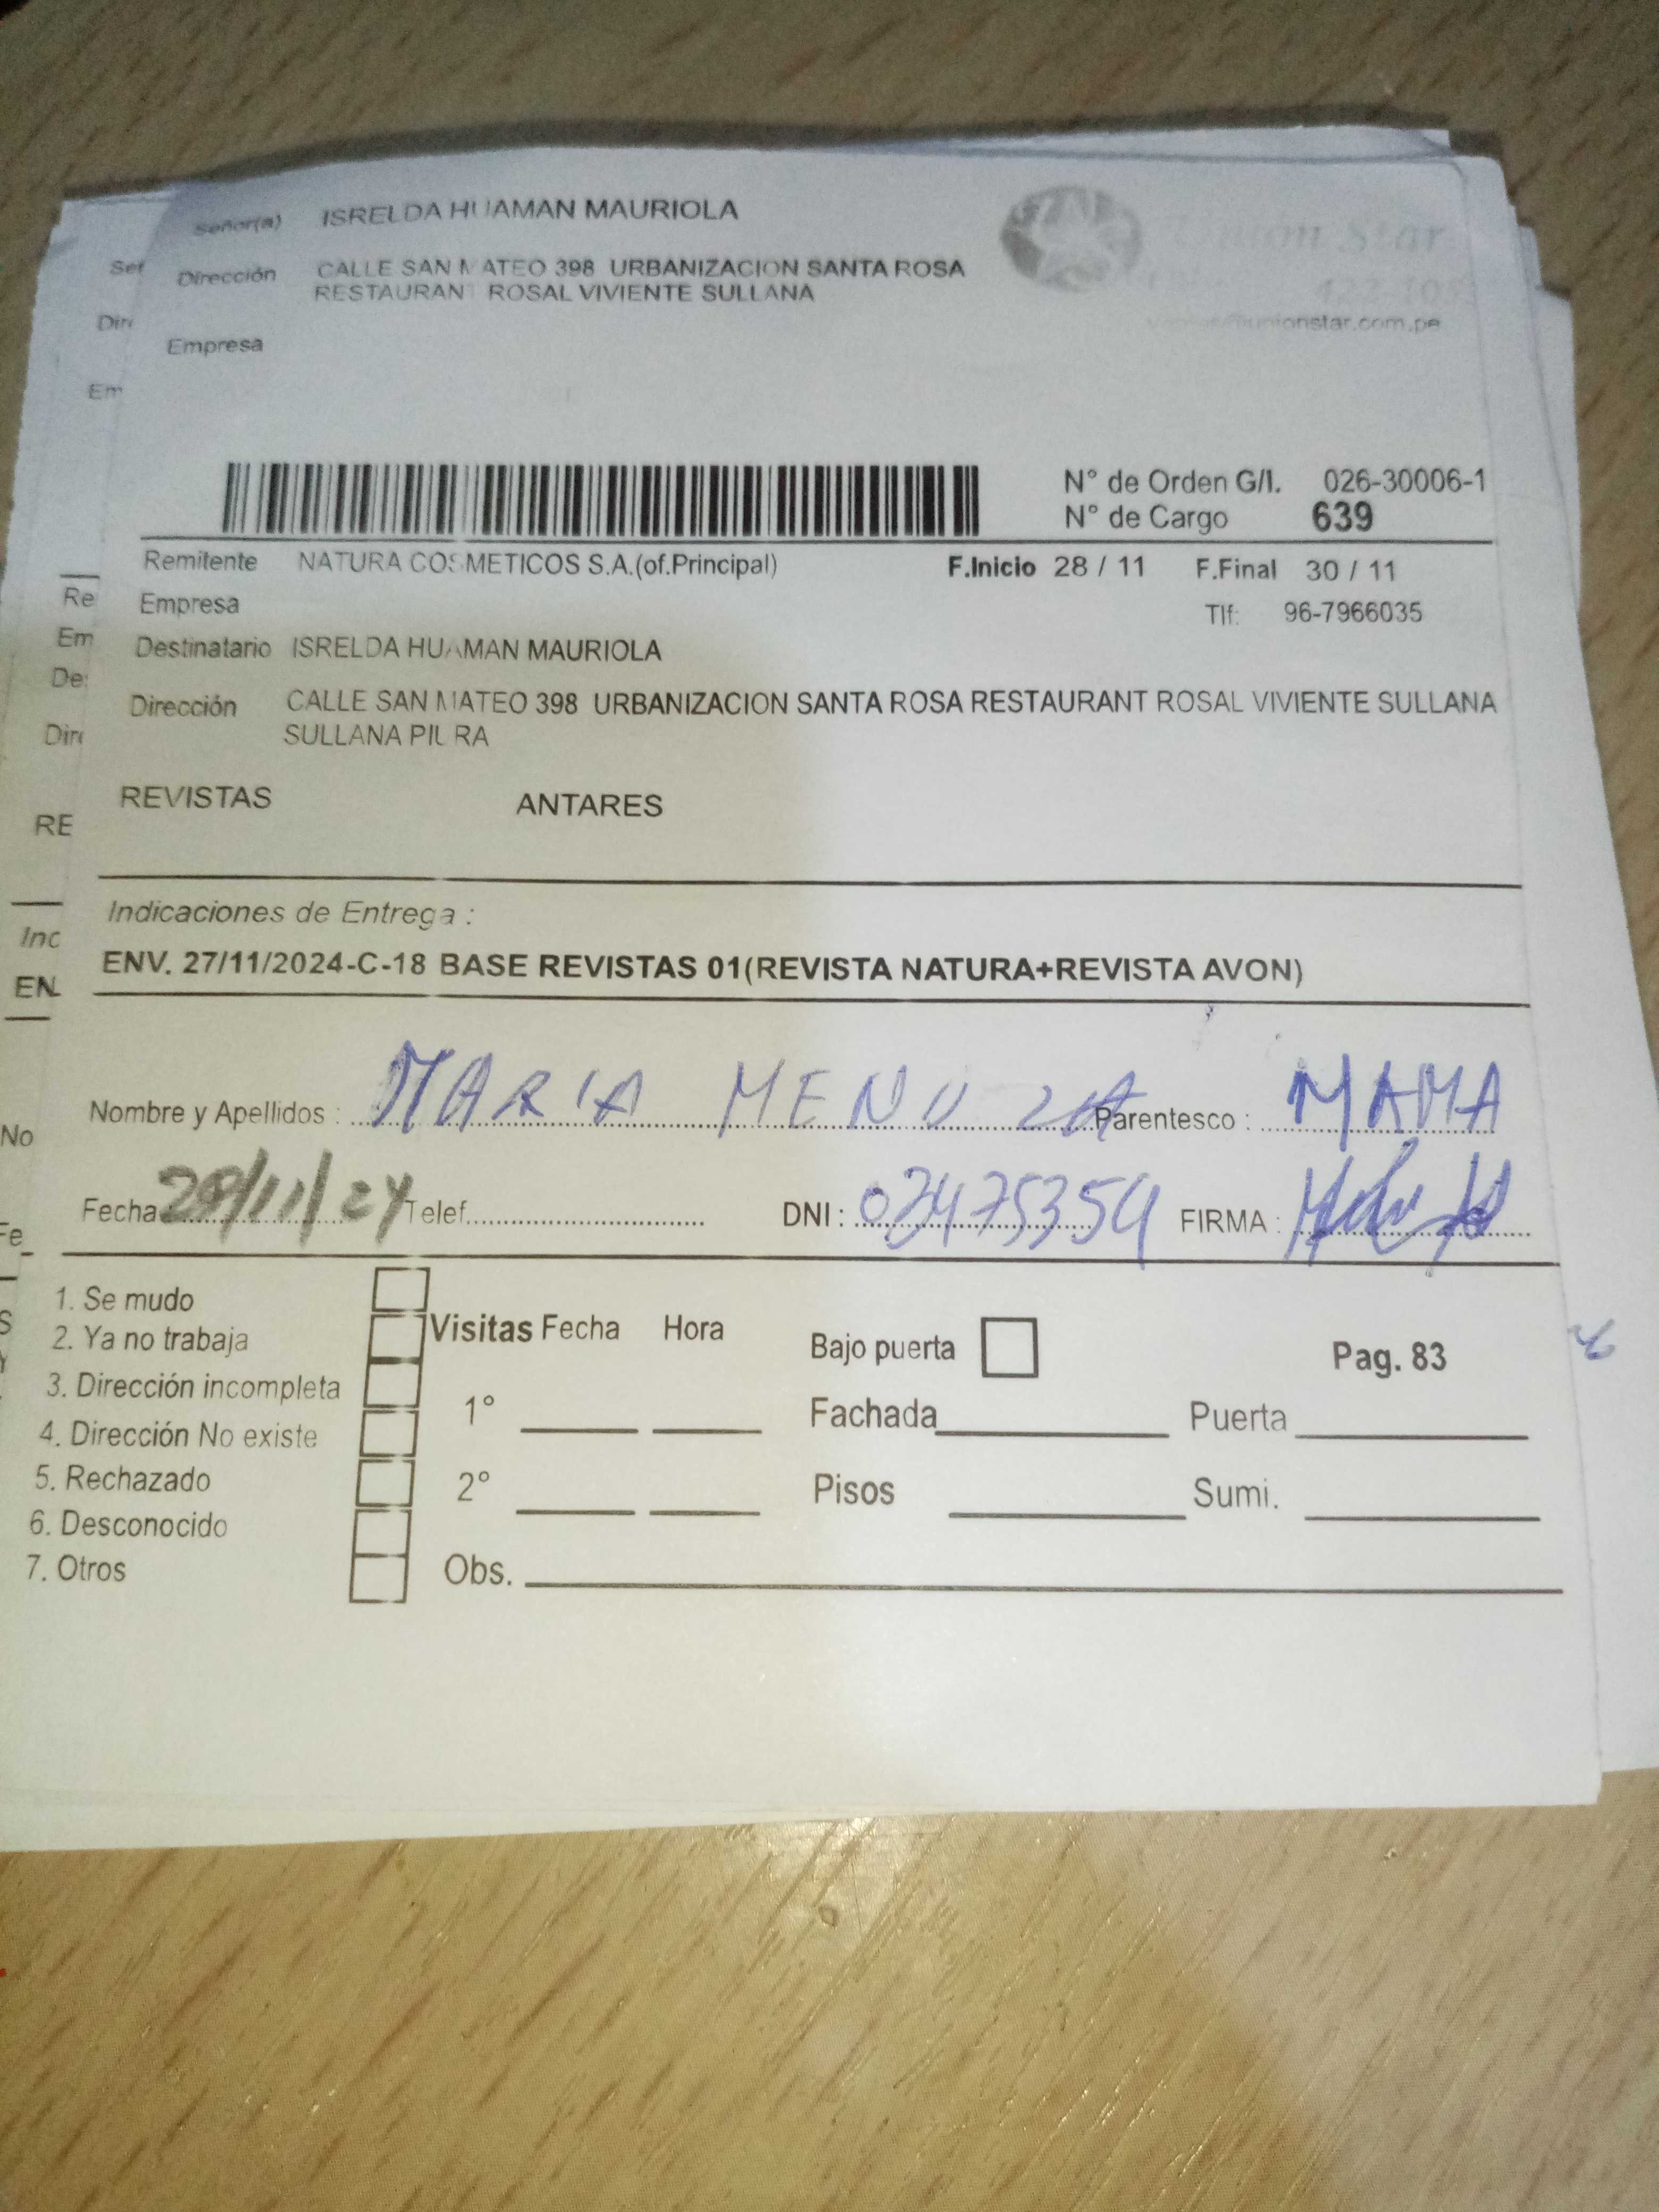 Señor(a) ISRELDA HUAMAN MAURIOLA
Dirección CALLE SAN MATEO 398 URBANIZACION SANTA ROSA
RESTAURANT ROSAL VIVIENTE SULLANA
Empresa
Union Star
ventas@unionstar.com.pe
N° de Orden G/I. 026-30006-1
N° de Cargo 639
Remitente NATURA COSMETICOS S.A.(of.Principal) F.Inicio 28 / 11 F.Final 30 / 11
Empresa Tlf: 96-7966035
Destinatario ISRELDA HUAMAN MAURIOLA
Dirección CALLE SAN MATEO 398 URBANIZACION SANTA ROSA RESTAURANT ROSAL VIVIENTE SULLANA
SULLANA PIURA
REVISTAS ANTARES
Indicaciones de Entrega :
ENV. 27/11/2024-C-18 BASE REVISTAS 01(REVISTA NATURA+REVISTA AVON)
Nombre y Apellidos : MARIA Parentesco : MAMA
Fecha Telef. DNI : FIRMA :
1. Se mudo
2. Ya no trabaja
3. Dirección incompleta
4. Dirección No existe
5. Rechazado
6. Desconocido
7. Otros
Visitas Fecha Hora
1°
2°
Obs.
Bajo puerta Pag. 83
Fachada Puerta
Pisos Sumi.